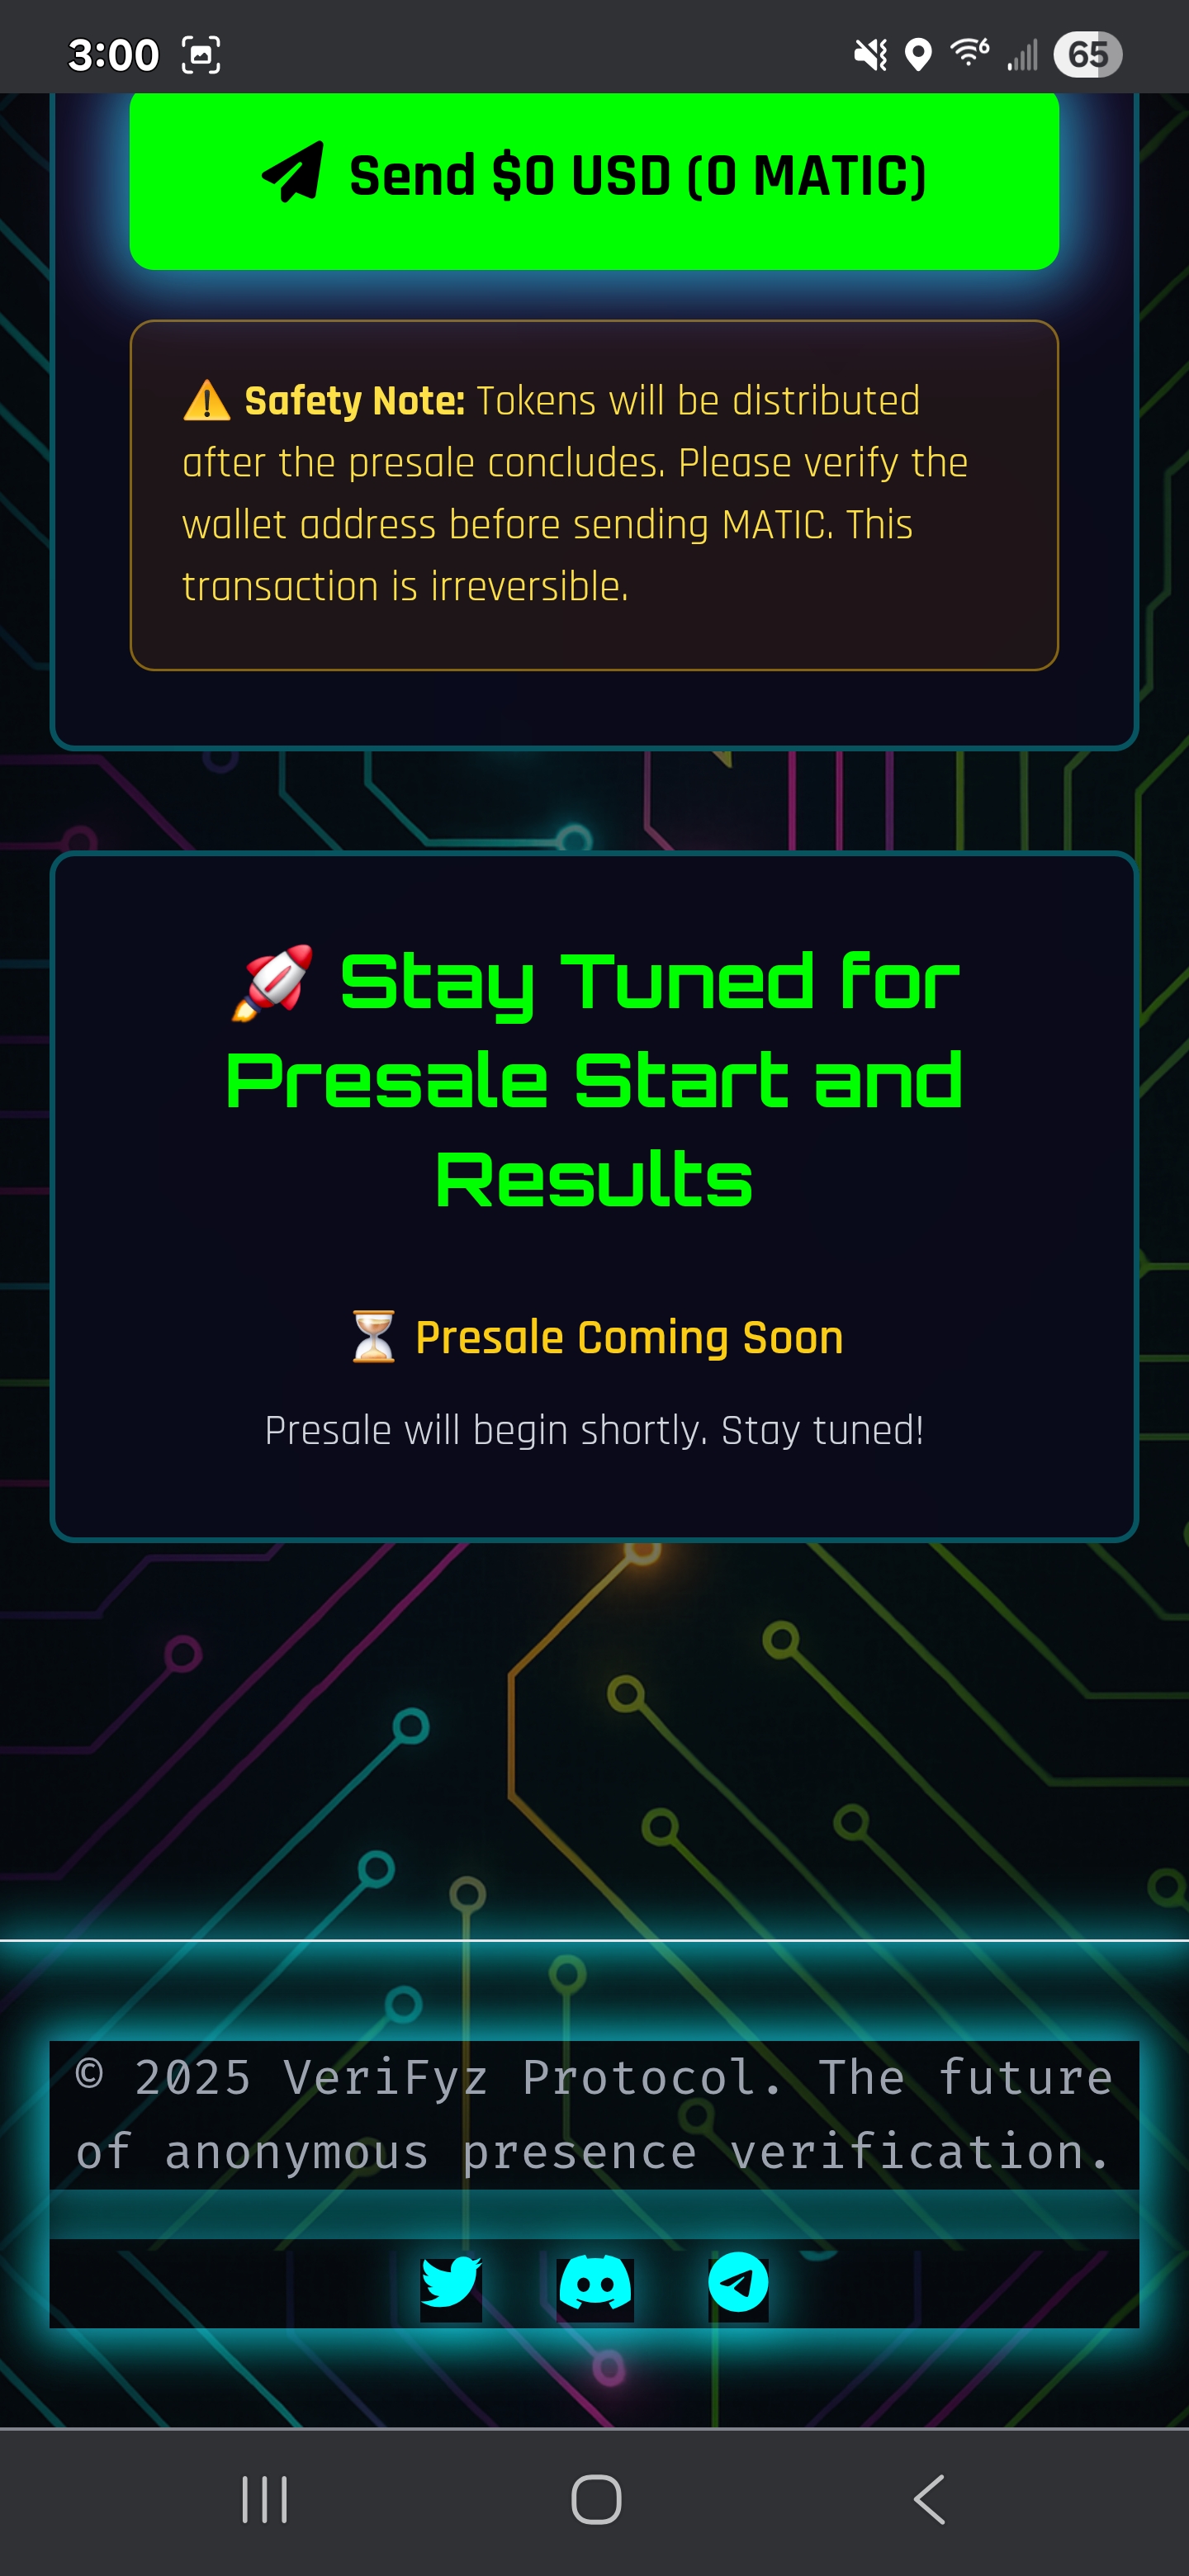 3:00
65
Send $0 USD (0 MATIC)
⚠️ Safety Note: Tokens will be distributed
after the presale concludes. Please verify the
wallet address before sending MATIC. This
transaction is irreversible.
🚀 Stay Tuned for
Presale Start and
Results
⏳ Presale Coming Soon
Presale will begin shortly. Stay tuned!
© 2025 VeriFyz Protocol. The future
of anonymous presence verification.